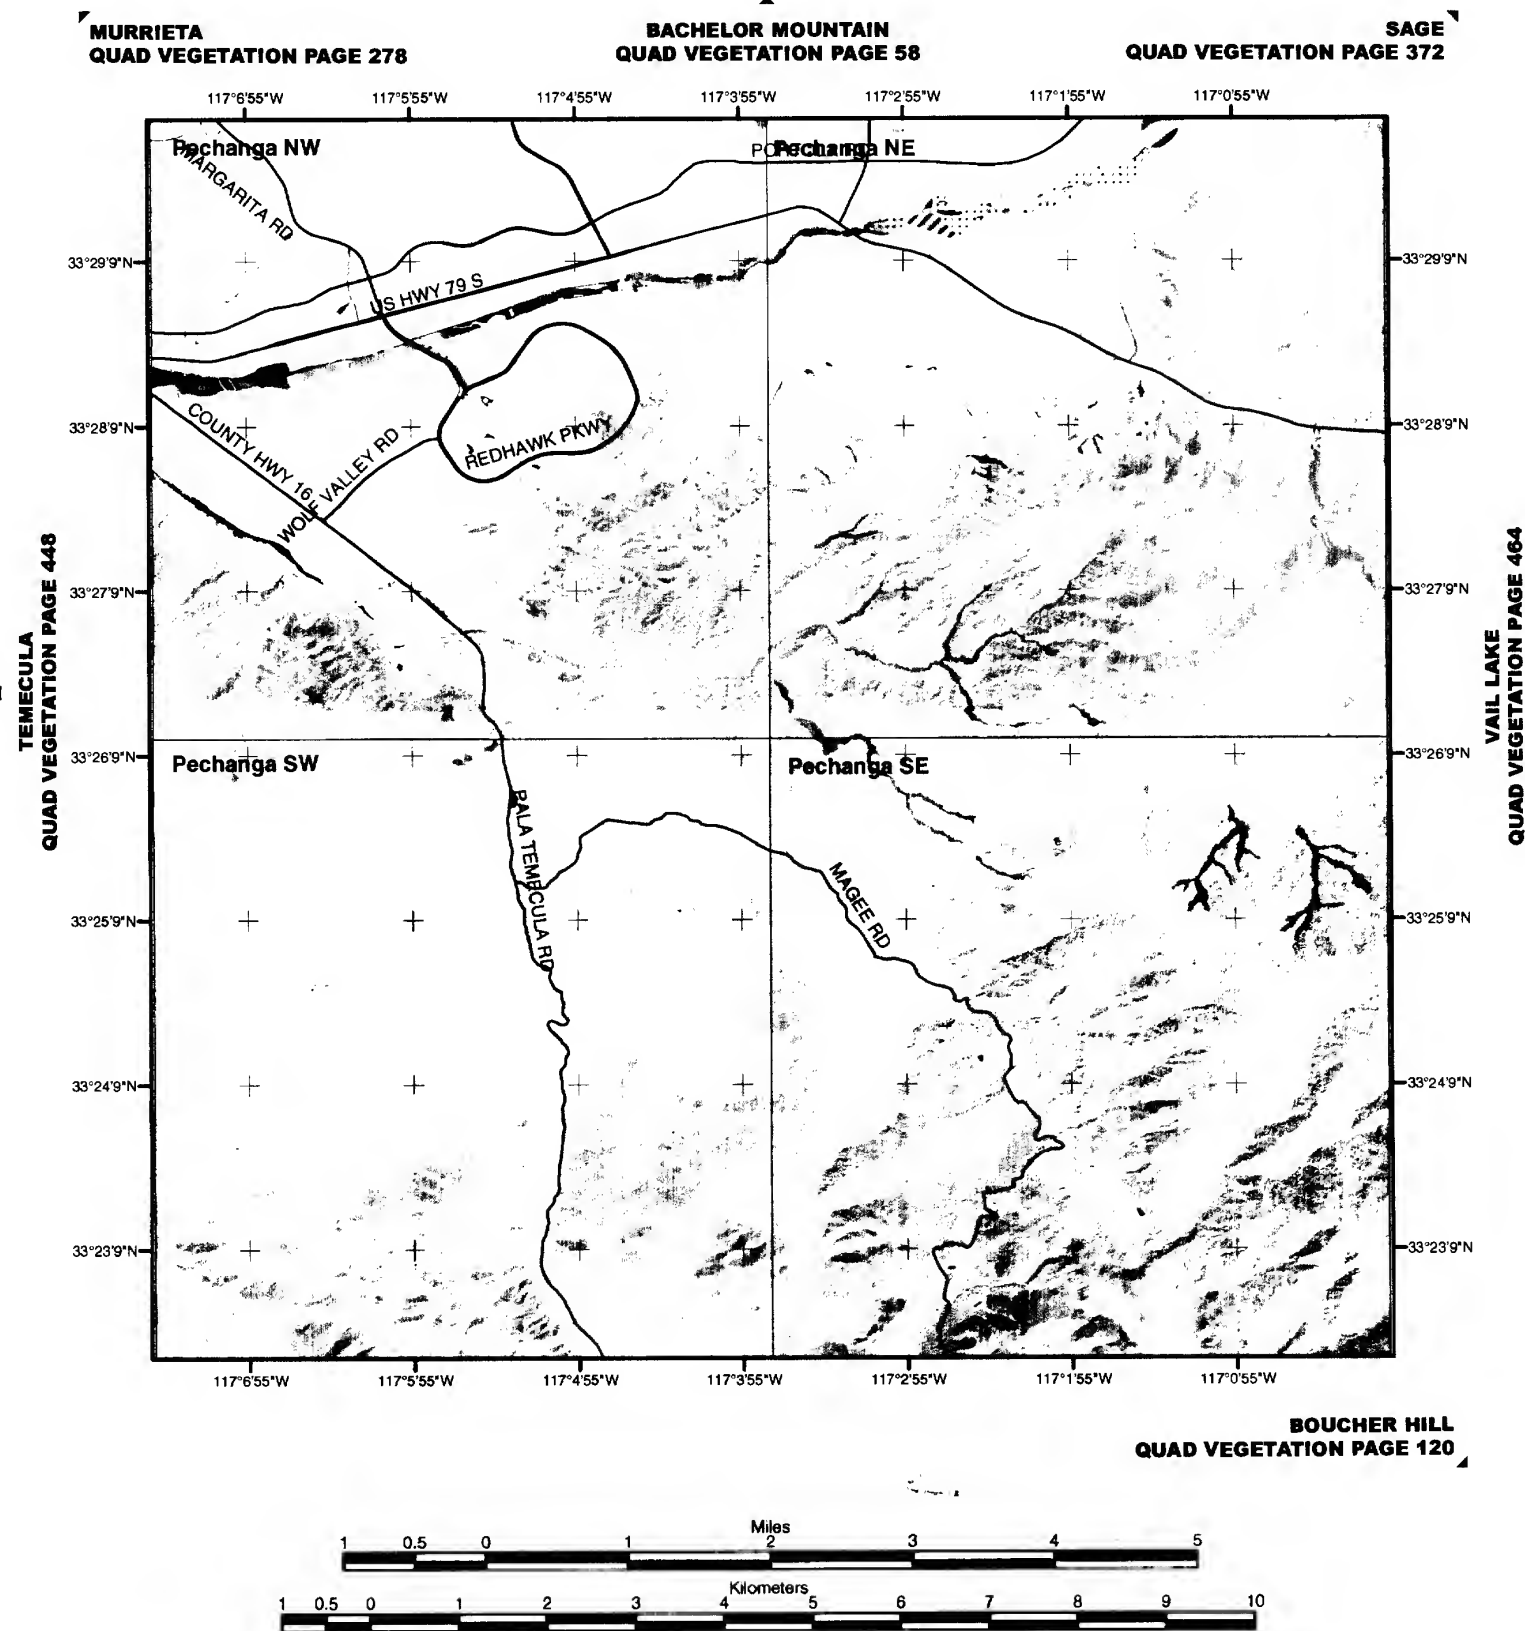 MURRIETA
QUAD VEGETATION PAGE 278
BACHELOR MOUNTAIN
QUAD VEGETATION PAGE 58
SAGE
QUAD VEGETATION PAGE 372
117°6'55"W 117°5'55"W 117°4'55"W 117°3'55"W 117°2'55"W 117°1'55"W 117°0'55"W
Pechanga NW
Pechanga NE
MARGARITA RD
33°29'9"N
33°29'9"N
US HWY 79 S
COUNTY HWY 16
WOLF VALLEY RD
REDHAWK PKWY
33°28'9"N
33°28'9"N
TEMECULA
QUAD VEGETATION PAGE 448
VAIL LAKE
QUAD VEGETATION PAGE 464
33°27'9"N
33°27'9"N
33°26'9"N
33°26'9"N
Pechanga SW
Pechanga SE
PALA TEMECULA RD
MAGEE RD
33°25'9"N
33°25'9"N
33°24'9"N
33°24'9"N
33°23'9"N
33°23'9"N
117°6'55"W 117°5'55"W 117°4'55"W 117°3'55"W 117°2'55"W 117°1'55"W 117°0'55"W
BOUCHER HILL
QUAD VEGETATION PAGE 120
Miles
1 0.5 0 1 2 3 4 5
Kilometers
1 0.5 0 1 2 3 4 5 6 7 8 9 10